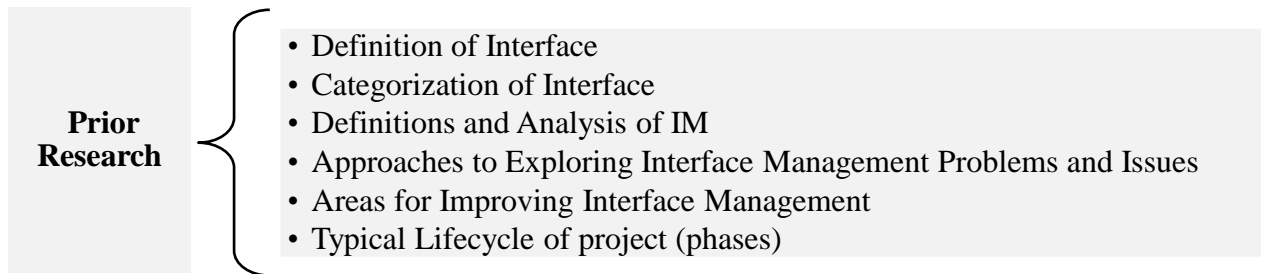 Prior
Research
• Definition of Interface
• Categorization of Interface
• Definitions and Analysis of IM
• Approaches to Exploring Interface Management Problems and Issues
• Areas for Improving Interface Management
• Typical Lifecycle of project (phases)